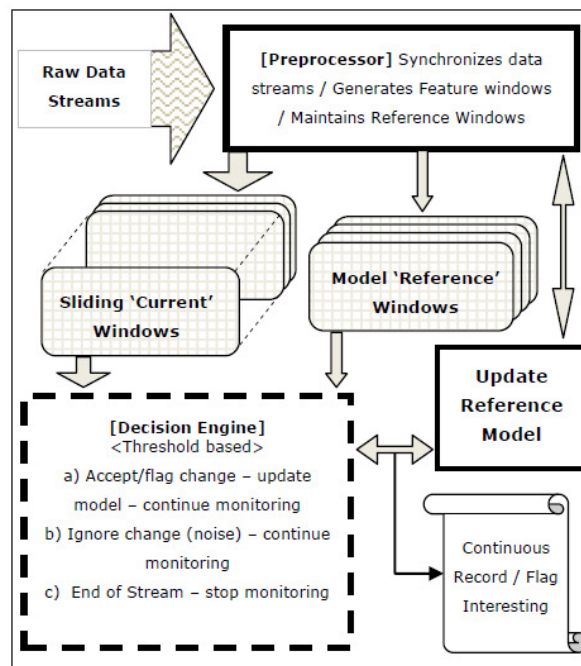 Raw Data
Streams
[Preprocessor] Synchronizes data
streams / Generates Feature windows
/ Maintains Reference Windows
Sliding ‘Current’
Windows
Model ‘Reference’
Windows
[Decision Engine]
<Threshold based>
a) Accept/flag change – update
model – continue monitoring
b) Ignore change (noise) – continue
monitoring
c) End of Stream – stop monitoring
Update
Reference
Model
Continuous
Record / Flag
Interesting